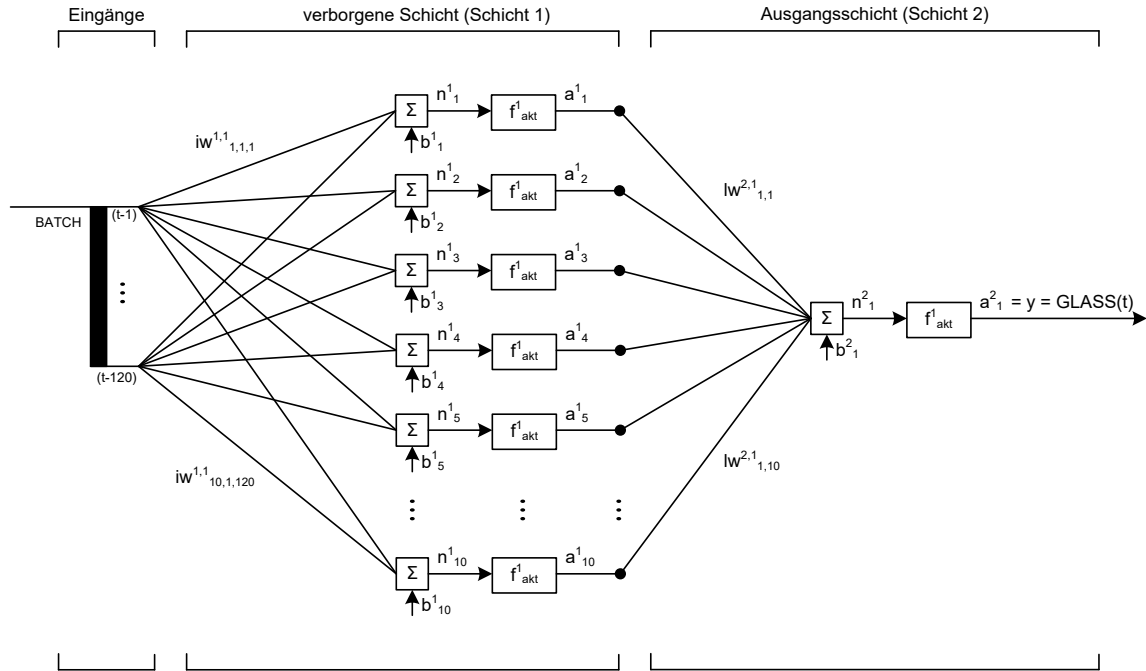 Eingänge
verborgene Schicht (Schicht 1)
Ausgangsschicht (Schicht 2)
n¹₁ f¹akt a¹₁
Σ
b¹₁
iw¹,¹₁,₁,₁
n¹₂ f¹akt a¹₂
Σ
b¹₂
lw²,¹₁,₁
BATCH (t-1)
n¹₃ f¹akt a¹₃
Σ
b¹₃
n²₁ f¹akt a²₁ = y = GLASS(t)
Σ
b²₁
n¹₄ f¹akt a¹₄
Σ
b¹₄
(t-120)
n¹₅ f¹akt a¹₅
Σ
b¹₅
iw¹,¹₁₀,₁,₁₂₀
lw²,¹₁,₁₀
n¹₁₀ f¹akt a¹₁₀
Σ
b¹₁₀